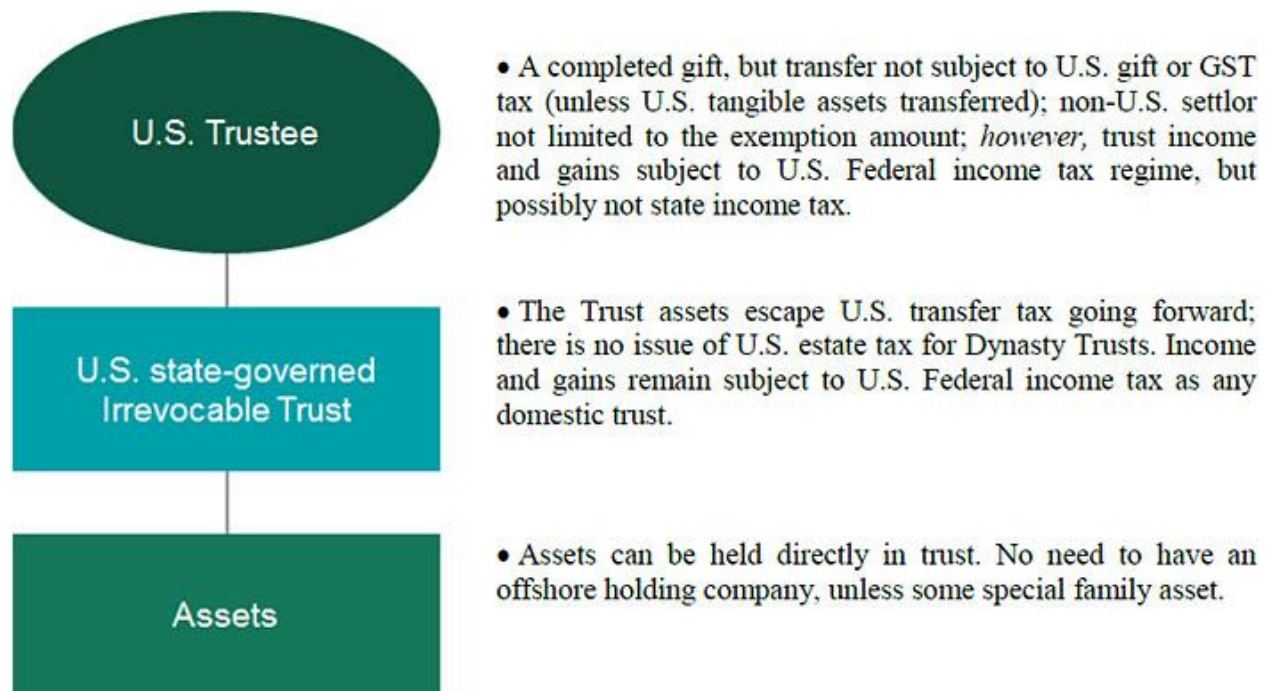 U.S. Trustee
• A completed gift, but transfer not subject to U.S. gift or GST
tax (unless U.S. tangible assets transferred); non-U.S. settlor
not limited to the exemption amount; however, trust income
and gains subject to U.S. Federal income tax regime, but
possibly not state income tax.
U.S. state-governed
Irrevocable Trust
• The Trust assets escape U.S. transfer tax going forward;
there is no issue of U.S. estate tax for Dynasty Trusts. Income
and gains remain subject to U.S. Federal income tax as any
domestic trust.
Assets
• Assets can be held directly in trust. No need to have an
offshore holding company, unless some special family asset.